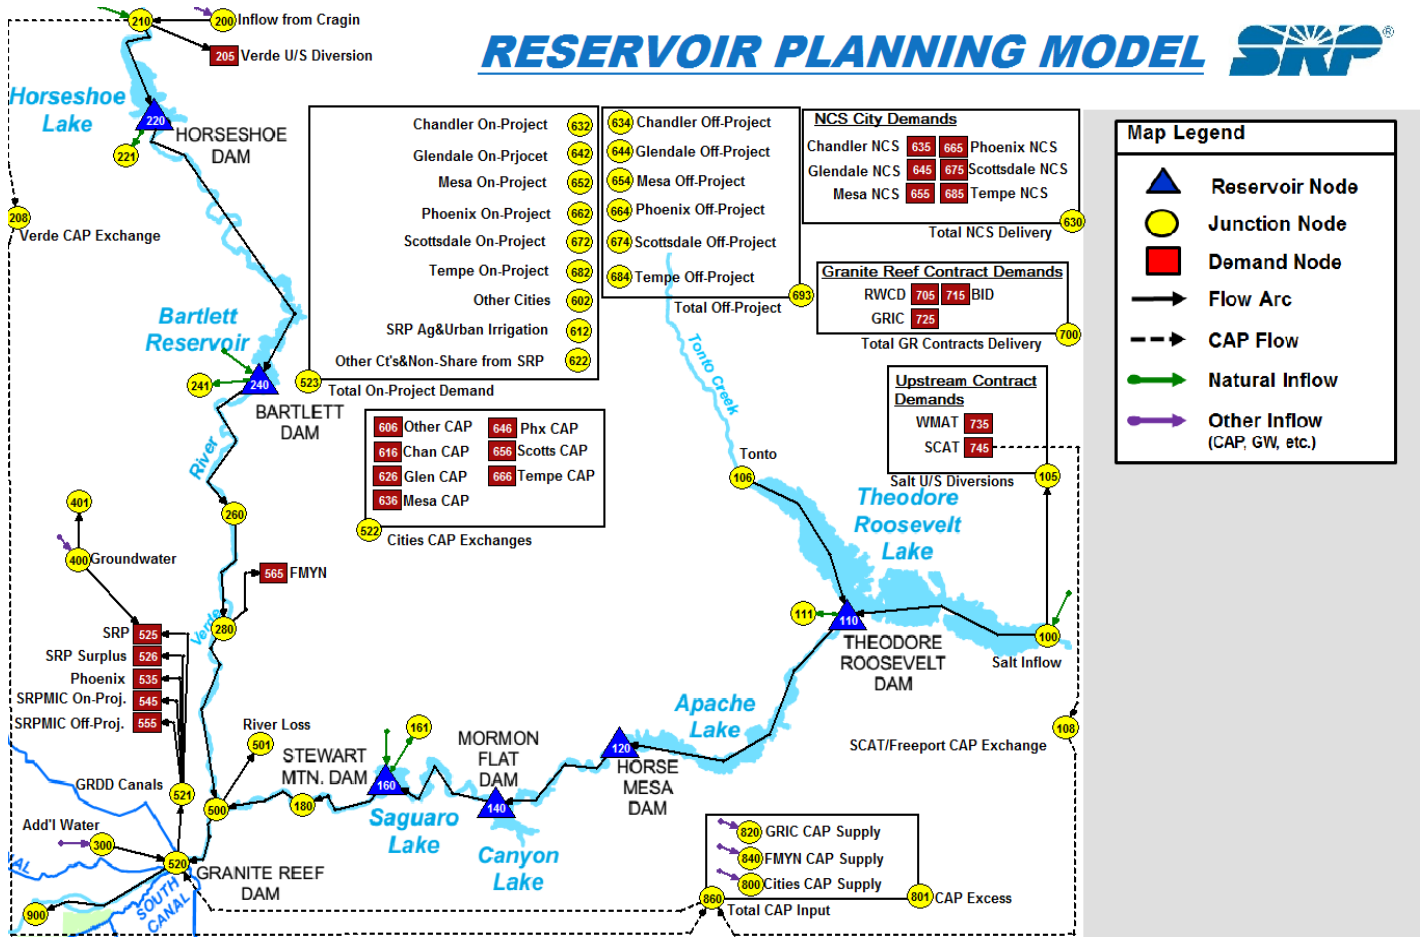 RESERVOIR PLANNING MODEL
SRP®
210
200 Inflow from Cragin
205 Verde U/S Diversion
Horseshoe
Lake
220
HORSESHOE
DAM
221
208
Verde CAP Exchange
Chandler On-Project 632
Glendale On-Prjocet 642
Mesa On-Project 652
Phoenix On-Project 662
Scottsdale On-Project 672
Tempe On-Project 682
Other Cities 602
SRP Ag&Urban Irrigation 612
Other Ct's&Non-Share from SRP 622
523 Total On-Project Demand
634 Chandler Off-Project
644 Glendale Off-Project
654 Mesa Off-Project
664 Phoenix Off-Project
674 Scottsdale Off-Project
684 Tempe Off-Project
Total Off-Project 693
NCS City Demands
Chandler NCS 635 665 Phoenix NCS
Glendale NCS 645 675 Scottsdale NCS
Mesa NCS 655 685 Tempe NCS
630
Total NCS Delivery
Granite Reef Contract Demands
RWCD 705 715 BID
GRIC 725
700
Total GR Contracts Delivery
Upstream Contract
Demands
WMAT 735
SCAT 745
Salt U/S Diversions 105
Map Legend
Reservoir Node
Junction Node
Demand Node
Flow Arc
CAP Flow
Natural Inflow
Other Inflow
(CAP, GW, etc.)
Bartlett
Reservoir
241
240
BARTLETT
DAM
River
Verde
606 Other CAP 646 Phx CAP
616 Chan CAP 656 Scotts CAP
626 Glen CAP 666 Tempe CAP
636 Mesa CAP
522 Cities CAP Exchanges
Tonto Creek
Tonto
106
Theodore
Roosevelt
Lake
111
110
THEODORE
ROOSEVELT
DAM
100
Salt Inflow
401
400 Groundwater
260
565 FMYN
280
SRP 525
SRP Surplus 526
Phoenix 535
SRPMIC On-Proj. 545
SRPMIC Off-Proj. 555
GRDD Canals 521
Add'l Water
300
River Loss
501
500
180
STEWART
MTN. DAM
160
161
Saguaro
Lake
MORMON
FLAT
DAM
140
Canyon
Lake
120
HORSE
MESA
DAM
Apache
Lake
108
SCAT/Freeport CAP Exchange
520
GRANITE REEF
DAM
SOUTH
CANAL
900
820 GRIC CAP Supply
840 FMYN CAP Supply
800 Cities CAP Supply
860 Total CAP Input
801 CAP Excess